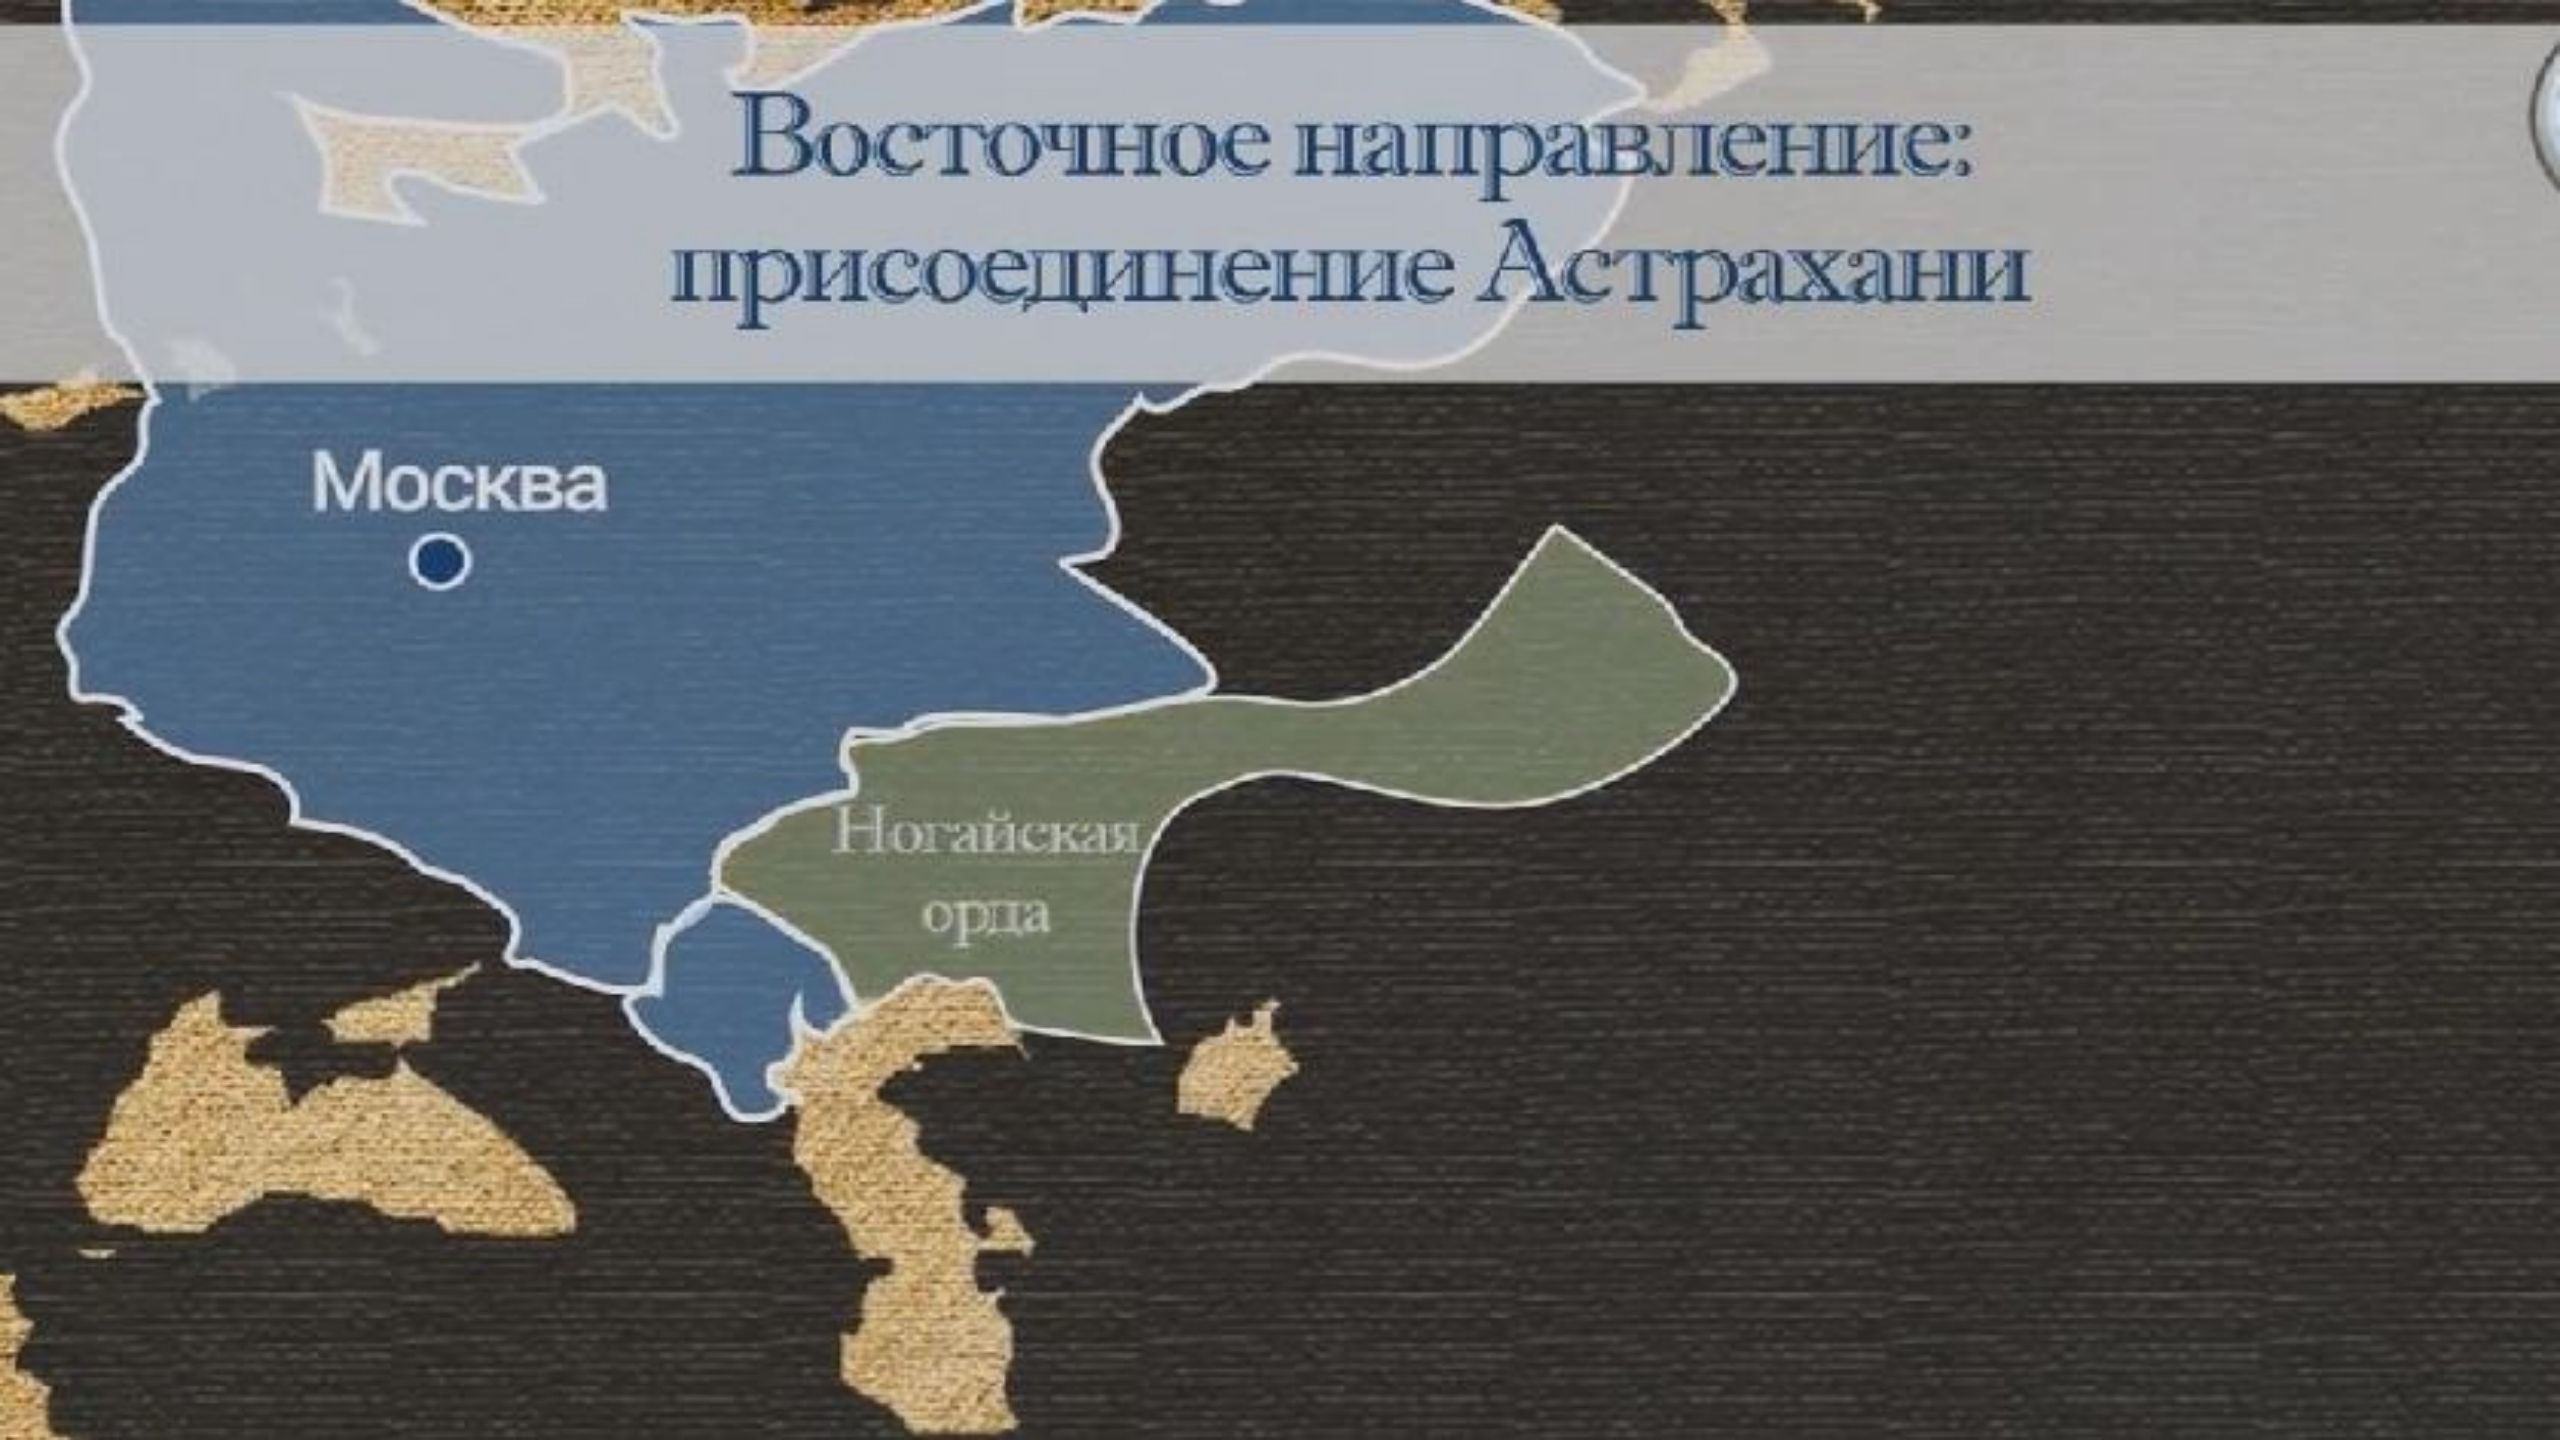 Восточное направление:
присоединение Астрахани
Москва
Ногайская
орда